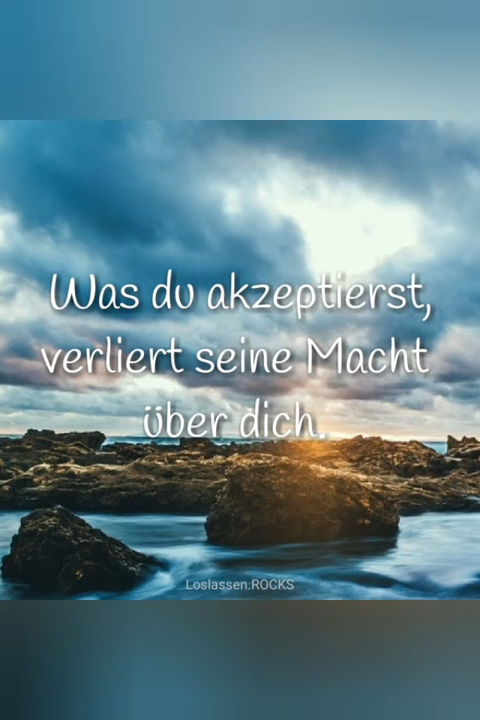 Was du akzeptierst,
verliert seine Macht
über dich.
Loslassen.ROCKS